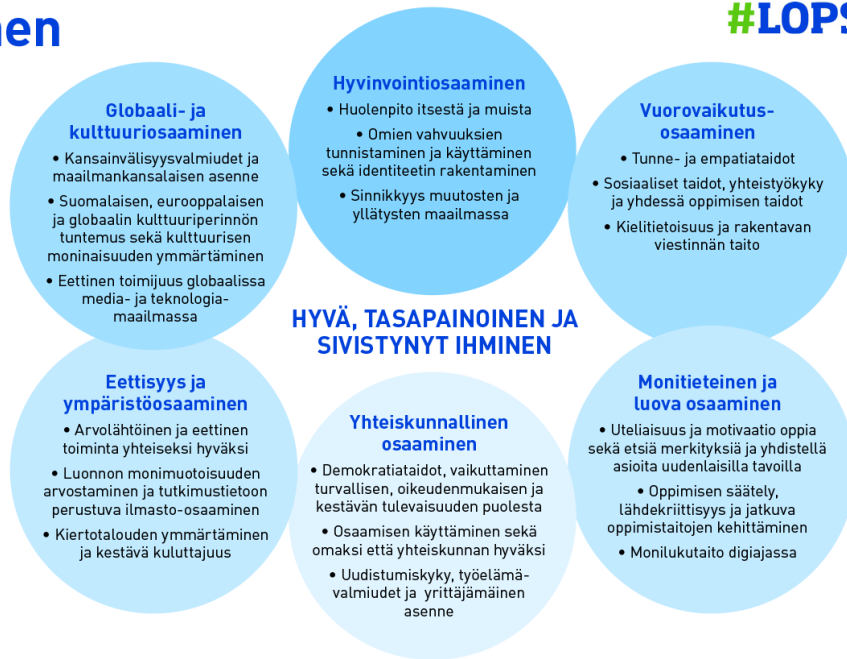 nen
#LOPS
Hyvinvointiosaaminen
• Huolenpito itsestä ja muista
• Omien vahvuuksien
tunnistaminen ja käyttäminen
sekä identiteetin rakentaminen
• Sinnikkyys muutosten ja
yllätysten maailmassa
Globaali- ja
kulttuuriosaaminen
• Kansainvälisyysvalmiudet ja
maailmankansalaisen asenne
• Suomalaisen, eurooppalaisen
ja globaalin kulttuuriperinnön
tuntemus sekä kulttuurisen
moninaisuuden ymmärtäminen
• Eettinen toimijuus globaalissa
media- ja teknologia-
maailmassa
Vuorovaikutus-
osaaminen
• Tunne- ja empatiataidot
• Sosiaaliset taidot, yhteistyökyky
ja yhdessä oppimisen taidot
• Kielitietoisuus ja rakentavan
viestinnän taito
HYVÄ, TASAPAINOINEN JA
SIVISTYNYT IHMINEN
Eettisyys ja
ympäristöosaaminen
• Arvolähtöinen ja eettinen
toiminta yhteiseksi hyväksi
• Luonnon monimuotoisuuden
arvostaminen ja tutkimustietoon
perustuva ilmasto-osaaminen
• Kiertotalouden ymmärtäminen
ja kestävä kuluttajuus
Yhteiskunnallinen
osaaminen
• Demokratiataidot, vaikuttaminen
turvallisen, oikeudenmukaisen ja
kestävän tulevaisuuden puolesta
• Osaamisen käyttäminen sekä
omaksi että yhteiskunnan hyväksi
• Uudistumiskyky, työelämä-
valmiudet ja yrittäjämäinen
asenne
Monitieteinen ja
luova osaaminen
• Uteliaisuus ja motivaatio oppia
sekä etsiä merkityksiä ja yhdistellä
asioita uudenlaisilla tavoilla
• Oppimisen säätely,
lähdekriittisyys ja jatkuva
oppimistaitojen kehittäminen
• Monilukutaito digiajassa